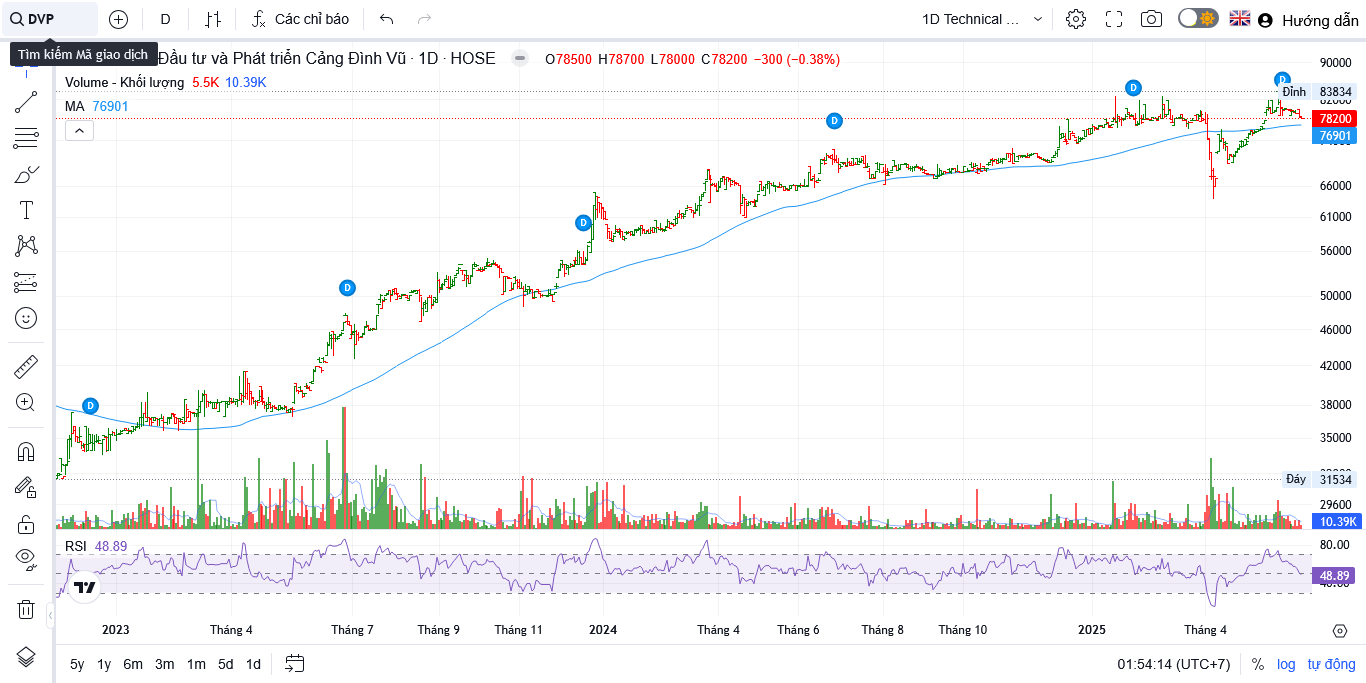 DVP D Các chỉ báo 1D Technical ... Hướng dẫn
Tìm kiếm Mã giao dịch
Đầu tư và Phát triển Cảng Đình Vũ · 1D · HOSE O78500 H78700 L78000 C78200 −300 (−0.38%)
Volume - Khối lượng 5.5K 10.39K
MA 76901
90000
Đỉnh 83834
82000
78200
76901
66000
61000
56000
50000
46000
42000
38000
35000
Đáy 31534
29600
10.39K
D
D
D
D
D
D
RSI 48.89
80.00
48.89
40.00
2023 Tháng 4 Tháng 7 Tháng 9 Tháng 11 2024 Tháng 4 Tháng 6 Tháng 8 Tháng 10 2025 Tháng 4
5y 1y 6m 3m 1m 5d 1d 01:54:14 (UTC+7) % log tự động